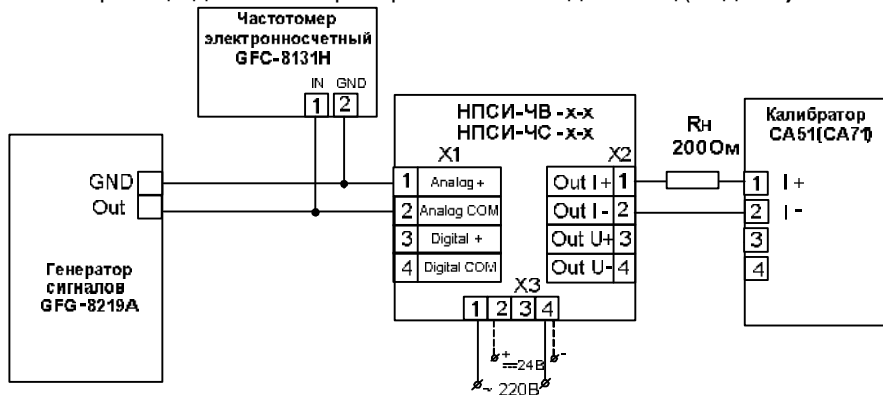 Частотомер
электронносчетный
GFC-8131H
IN GND
1 2
GND
Out
Генератор
сигналов
GFG-8219A
НПСИ-ЧВ -х-х
НПСИ-ЧС -х-х
X1
X2
1 Analog +
2 Analog COM
3 Digital +
4 Digital COM
Out I+ 1
Out I- 2
Out U+ 3
Out U- 4
X3
1 2 3 4
+ = 24В -
~ 220В
Rн
200Ом
Калибратор
СА51(СА71)
1 I +
2 I -
3
4